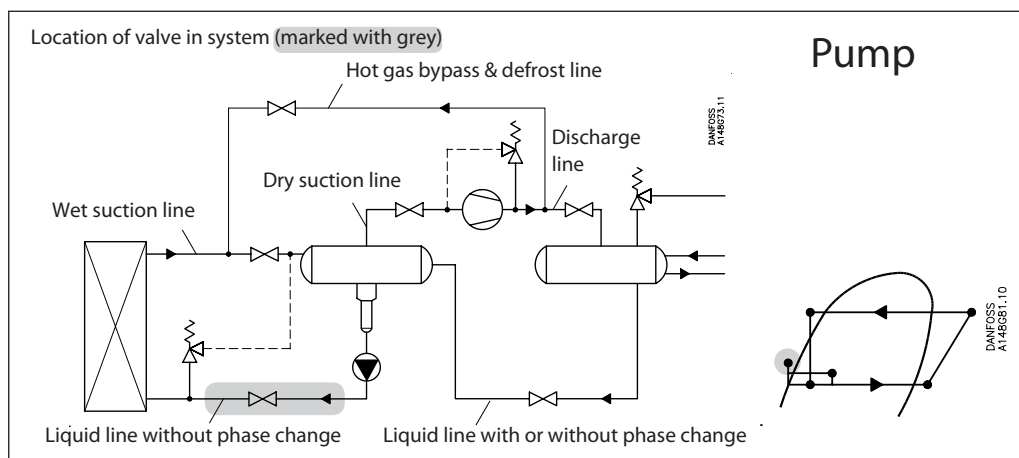 Location of valve in system (marked with grey)
Pump
Hot gas bypass & defrost line
DANFOSS
A148G73.11
Discharge
line
Dry suction line
Wet suction line
DANFOSS
A148G81.10
Liquid line without phase change
Liquid line with or without phase change